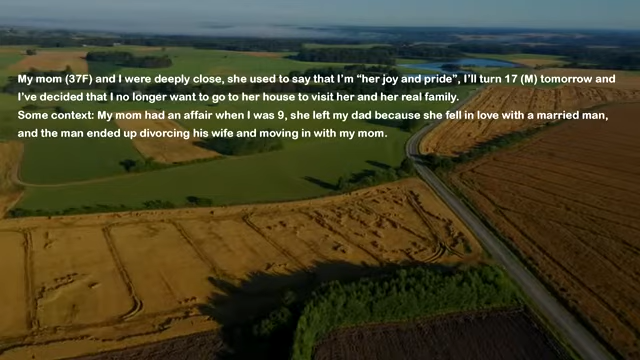 My mom (37F) and I were deeply close, she used to say that I'm “her joy and pride”, I'll turn 17 (M) tomorrow and
I've decided that I no longer want to go to her house to visit her and her real family.
Some context: My mom had an affair when I was 9, she left my dad because she fell in love with a married man,
and the man ended up divorcing his wife and moving in with my mom.